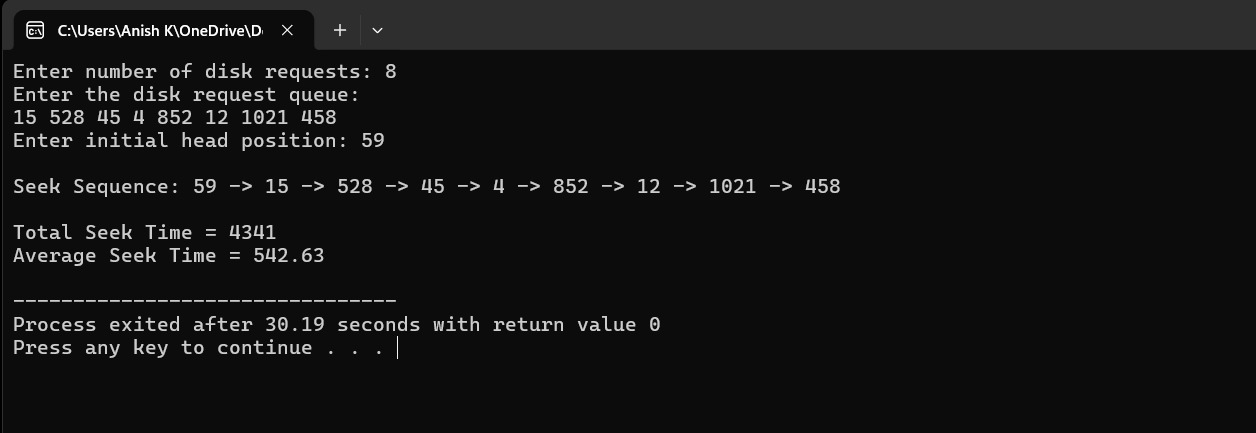 C:\Users\Anish K\OneDrive\D
Enter number of disk requests: 8
Enter the disk request queue:
15 528 45 4 852 12 1021 458
Enter initial head position: 59
Seek Sequence: 59 -> 15 -> 528 -> 45 -> 4 -> 852 -> 12 -> 1021 -> 458
Total Seek Time = 4341
Average Seek Time = 542.63
--------------------------------
Process exited after 30.19 seconds with return value 0
Press any key to continue . . .